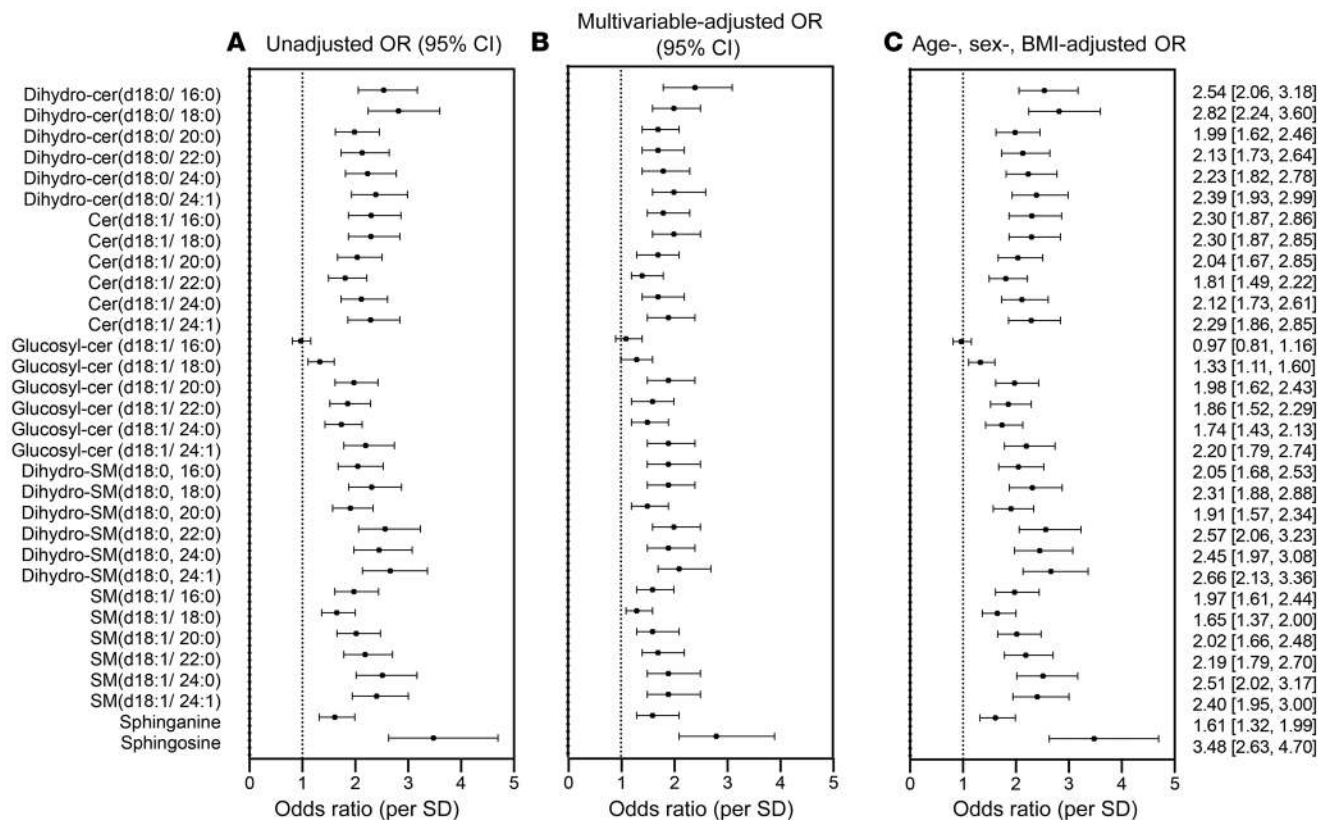 A Unadjusted OR (95% CI)
B Multivariable-adjusted OR
(95% CI)
C Age-, sex-, BMI-adjusted OR
Dihydro-cer(d18:0/ 16:0) 2.54 [2.06, 3.18]
Dihydro-cer(d18:0/ 18:0) 2.82 [2.24, 3.60]
Dihydro-cer(d18:0/ 20:0) 1.99 [1.62, 2.46]
Dihydro-cer(d18:0/ 22:0) 2.13 [1.73, 2.64]
Dihydro-cer(d18:0/ 24:0) 2.23 [1.82, 2.78]
Dihydro-cer(d18:0/ 24:1) 2.39 [1.93, 2.99]
Cer(d18:1/ 16:0) 2.30 [1.87, 2.86]
Cer(d18:1/ 18:0) 2.30 [1.87, 2.85]
Cer(d18:1/ 20:0) 2.04 [1.67, 2.85]
Cer(d18:1/ 22:0) 1.81 [1.49, 2.22]
Cer(d18:1/ 24:0) 2.12 [1.73, 2.61]
Cer(d18:1/ 24:1) 2.29 [1.86, 2.85]
Glucosyl-cer (d18:1/ 16:0) 0.97 [0.81, 1.16]
Glucosyl-cer (d18:1/ 18:0) 1.33 [1.11, 1.60]
Glucosyl-cer (d18:1/ 20:0) 1.98 [1.62, 2.43]
Glucosyl-cer (d18:1/ 22:0) 1.86 [1.52, 2.29]
Glucosyl-cer (d18:1/ 24:0) 1.74 [1.43, 2.13]
Glucosyl-cer (d18:1/ 24:1) 2.20 [1.79, 2.74]
Dihydro-SM(d18:0, 16:0) 2.05 [1.68, 2.53]
Dihydro-SM(d18:0, 18:0) 2.31 [1.88, 2.88]
Dihydro-SM(d18:0, 20:0) 1.91 [1.57, 2.34]
Dihydro-SM(d18:0, 22:0) 2.57 [2.06, 3.23]
Dihydro-SM(d18:0, 24:0) 2.45 [1.97, 3.08]
Dihydro-SM(d18:0, 24:1) 2.66 [2.13, 3.36]
SM(d18:1/ 16:0) 1.97 [1.61, 2.44]
SM(d18:1/ 18:0) 1.65 [1.37, 2.00]
SM(d18:1/ 20:0) 2.02 [1.66, 2.48]
SM(d18:1/ 22:0) 2.19 [1.79, 2.70]
SM(d18:1/ 24:0) 2.51 [2.02, 3.17]
SM(d18:1/ 24:1) 2.40 [1.95, 3.00]
Sphinganine 1.61 [1.32, 1.99]
Sphingosine 3.48 [2.63, 4.70]
0 1 2 3 4 5
Odds ratio (per SD)
0 1 2 3 4 5
Odds ratio (per SD)
0 1 2 3 4 5
Odds ratio (per SD)